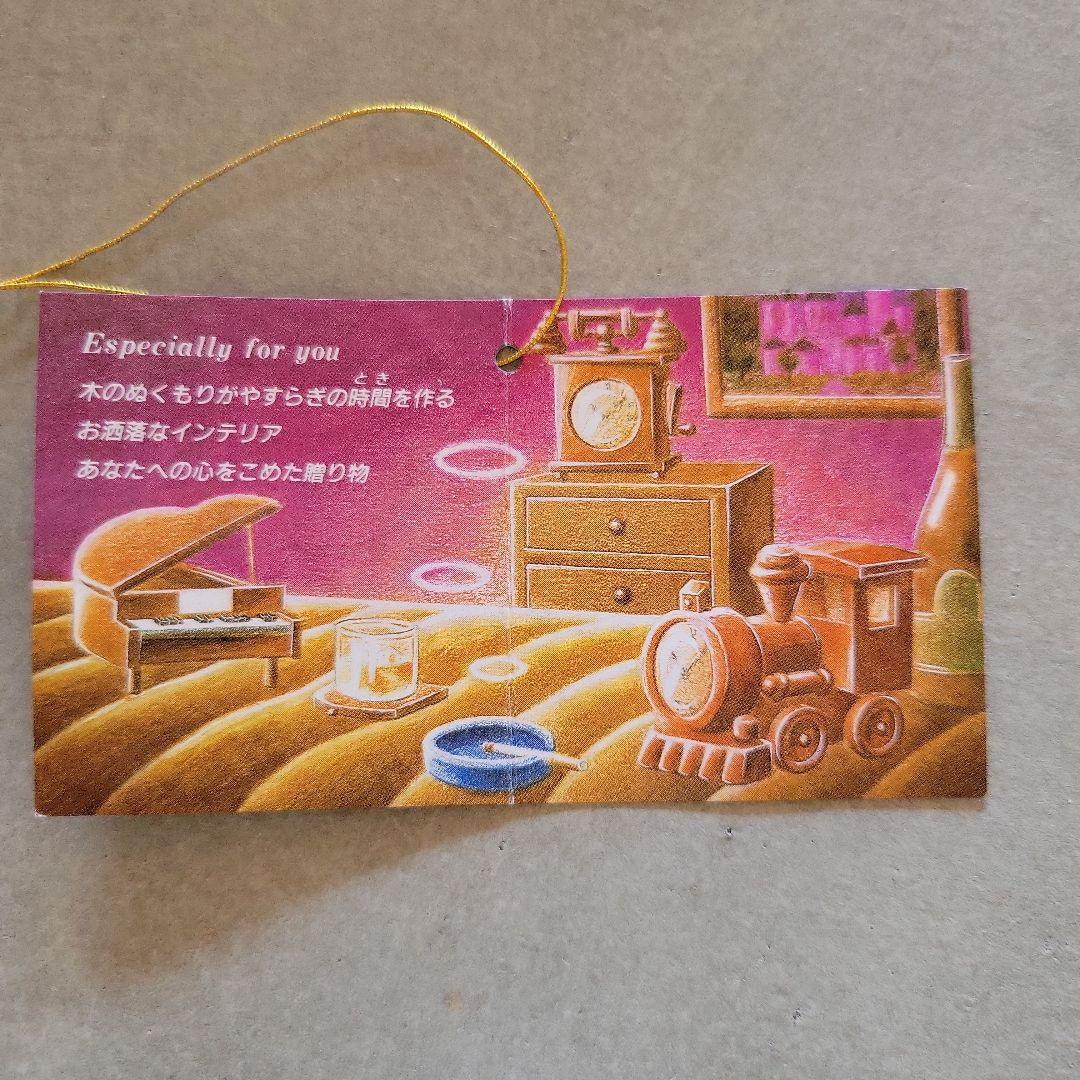 Especially for you
木のぬくもりがやすらぎの時間を作る
とき
お洒落なインテリア
あなたへの心をこめた贈り物